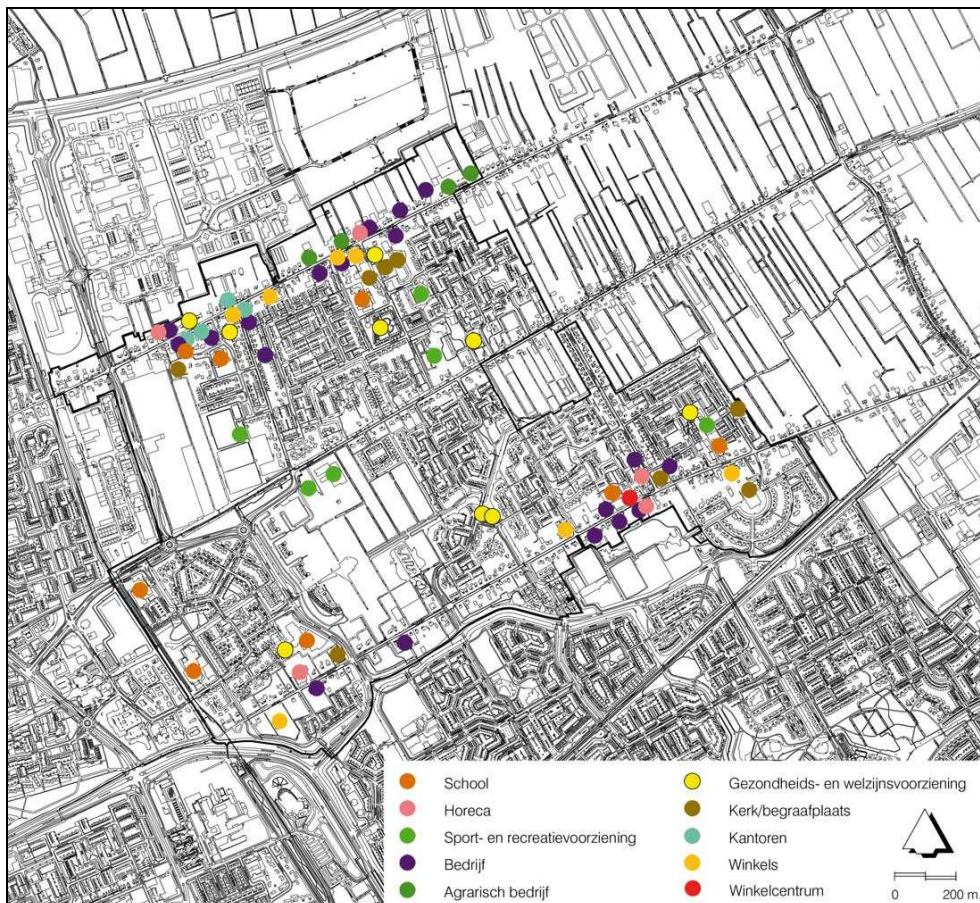 School
Horeca
Sport- en recreatievoorziening
Bedrijf
Agrarisch bedrijf
Gezondheids- en welzijnsvoorziening
Kerk/begraafplaats
Kantoren
Winkels
Winkelcentrum
0 200 m.